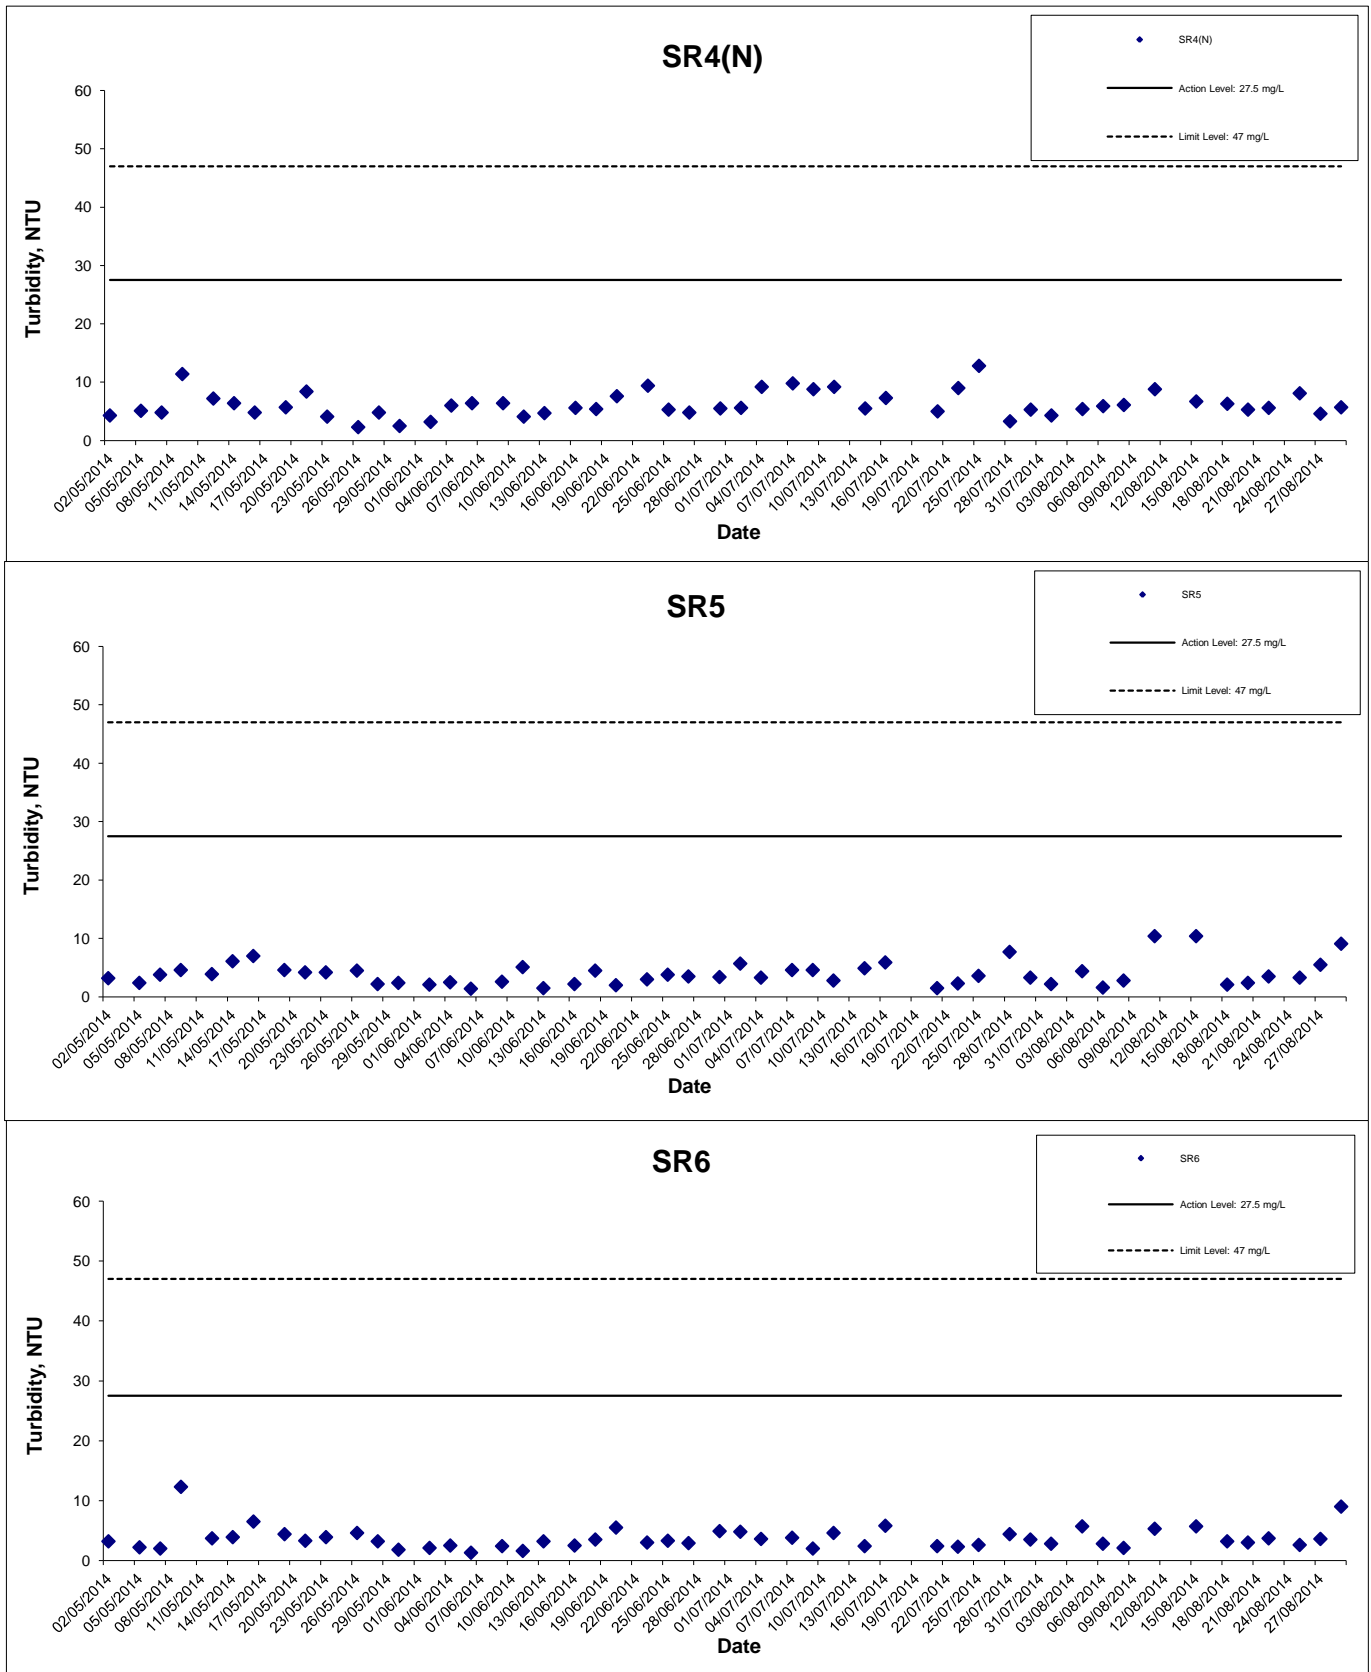 SR4(N)
SR4(N)
Action Level: 27.5 mg/L
Limit Level: 47 mg/L
Turbidity, NTU
60
50
40
30
20
10
0
02/05/2014 05/05/2014 08/05/2014 11/05/2014 14/05/2014 17/05/2014 20/05/2014 23/05/2014 26/05/2014 29/05/2014 01/06/2014 04/06/2014 07/06/2014 10/06/2014 13/06/2014 16/06/2014 19/06/2014 22/06/2014 25/06/2014 28/06/2014 01/07/2014 04/07/2014 07/07/2014 10/07/2014 13/07/2014 16/07/2014 19/07/2014 22/07/2014 25/07/2014 28/07/2014 31/07/2014 03/08/2014 06/08/2014 09/08/2014 12/08/2014 15/08/2014 18/08/2014 21/08/2014 24/08/2014 27/08/2014
Date
SR5
SR5
Action Level: 27.5 mg/L
Limit Level: 47 mg/L
Turbidity, NTU
60
50
40
30
20
10
0
02/05/2014 05/05/2014 08/05/2014 11/05/2014 14/05/2014 17/05/2014 20/05/2014 23/05/2014 26/05/2014 29/05/2014 01/06/2014 04/06/2014 07/06/2014 10/06/2014 13/06/2014 16/06/2014 19/06/2014 22/06/2014 25/06/2014 28/06/2014 01/07/2014 04/07/2014 07/07/2014 10/07/2014 13/07/2014 16/07/2014 19/07/2014 22/07/2014 25/07/2014 28/07/2014 31/07/2014 03/08/2014 06/08/2014 09/08/2014 12/08/2014 15/08/2014 18/08/2014 21/08/2014 24/08/2014 27/08/2014
Date
SR6
SR6
Action Level: 27.5 mg/L
Limit Level: 47 mg/L
Turbidity, NTU
60
50
40
30
20
10
0
02/05/2014 05/05/2014 08/05/2014 11/05/2014 14/05/2014 17/05/2014 20/05/2014 23/05/2014 26/05/2014 29/05/2014 01/06/2014 04/06/2014 07/06/2014 10/06/2014 13/06/2014 16/06/2014 19/06/2014 22/06/2014 25/06/2014 28/06/2014 01/07/2014 04/07/2014 07/07/2014 10/07/2014 13/07/2014 16/07/2014 19/07/2014 22/07/2014 25/07/2014 28/07/2014 31/07/2014 03/08/2014 06/08/2014 09/08/2014 12/08/2014 15/08/2014 18/08/2014 21/08/2014 24/08/2014 27/08/2014
Date